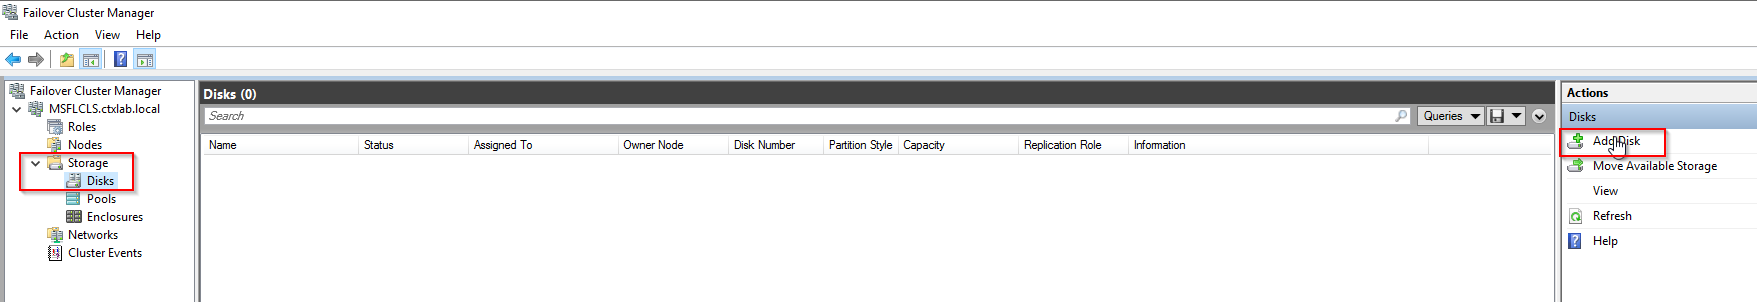 Failover Cluster Manager
File Action View Help
Failover Cluster Manager
MSFLCLS.ctxlab.local
Roles
Nodes
Storage
Disks
Pools
Enclosures
Networks
Cluster Events
Disks (0)
Search
Queries
Name Status Assigned To Owner Node Disk Number Partition Style Capacity Replication Role Information
Actions
Disks
Add Disk
Move Available Storage
View
Refresh
Help